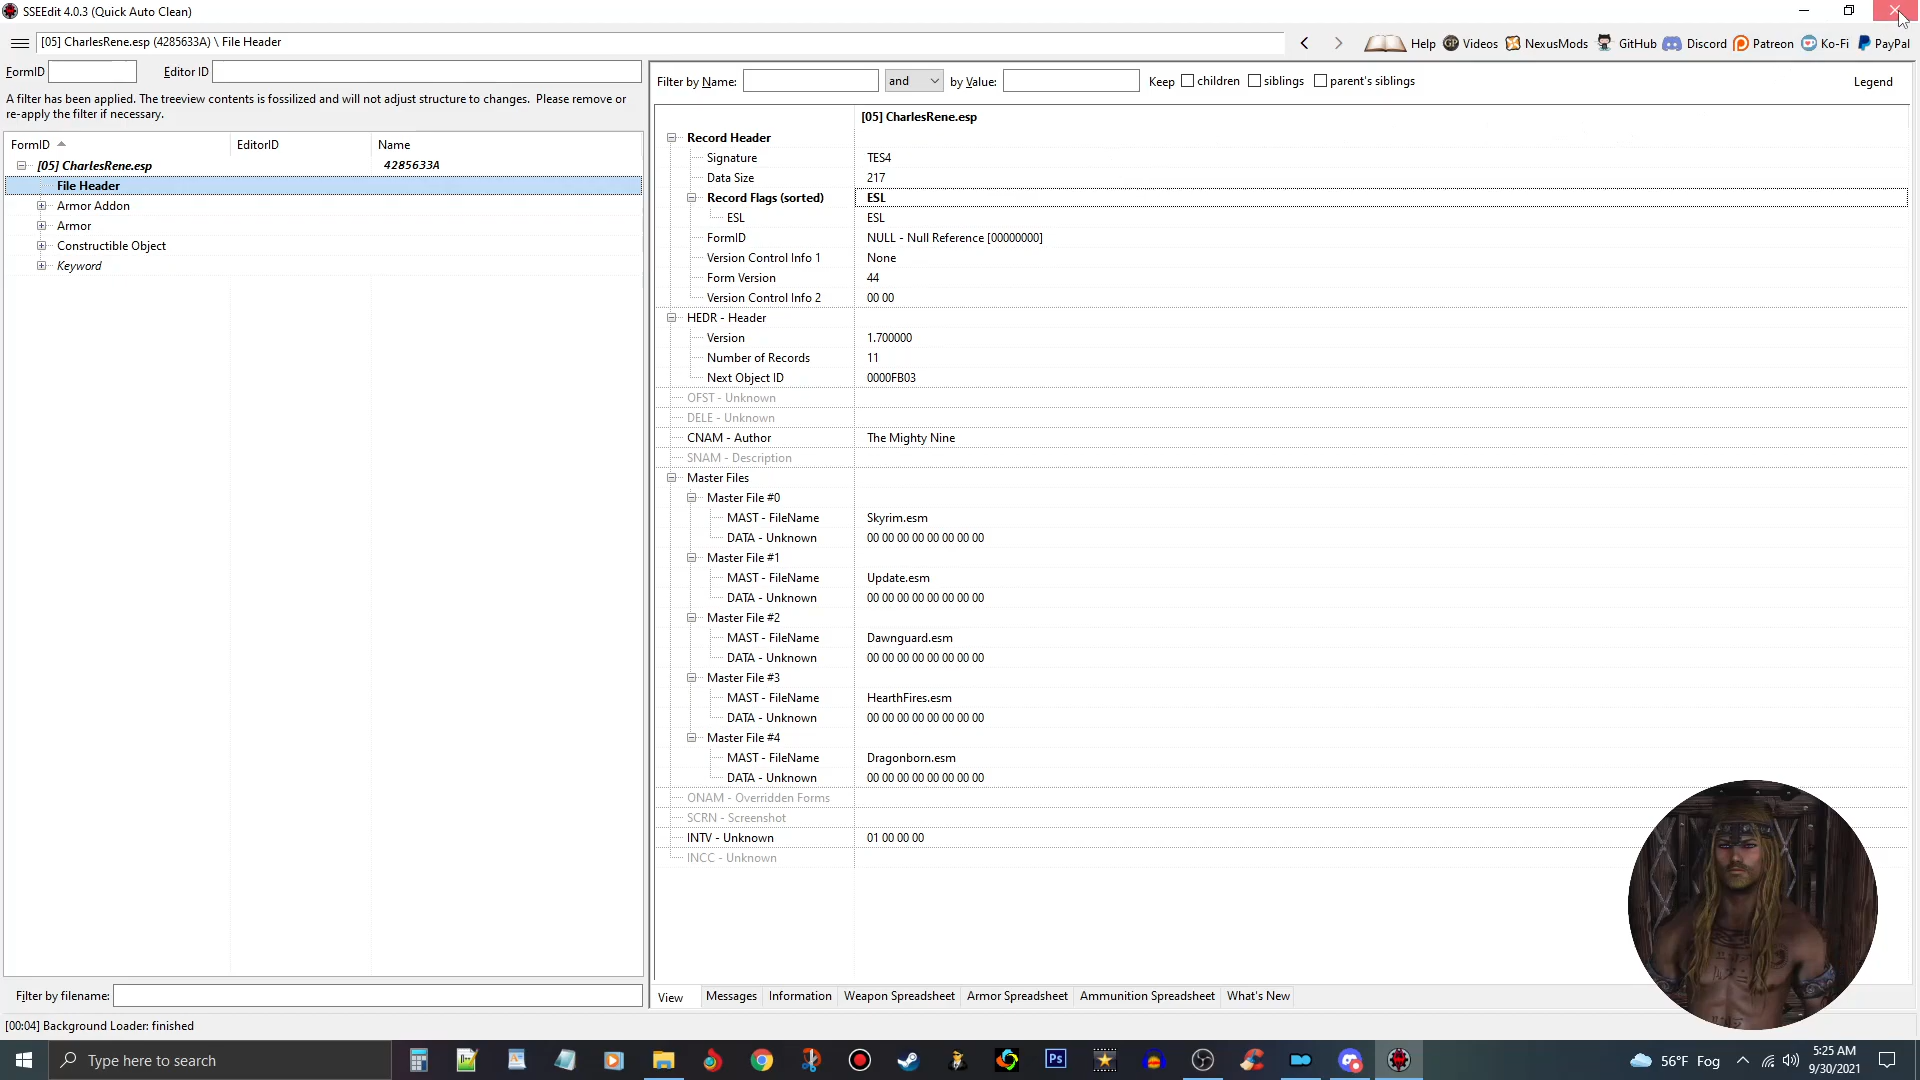 SSEEdit 4.0.3 (Quick Auto Clean)
[05] CharlesRene.esp (4285633A) \ File Header
Help
Videos
NexusMods
GitHub
Discord
Patreon
Ko-Fi
PayPal
FormID
Editor ID
A filter has been applied. The treeview contents is fossilized and will not adjust structure to changes. Please remove or
re-apply the filter if necessary.
FormID EditorID Name
[05] CharlesRene.esp 4285633A
File Header
Armor Addon
Armor
Constructible Object
Keyword
Filter by filename:
[00:04] Background Loader: finished
Filter by Name: and by Value: Keep children siblings parent's siblings Legend
[05] CharlesRene.esp
Record Header
Signature TES4
Data Size 217
Record Flags (sorted) ESL
ESL ESL
FormID NULL - Null Reference [00000000]
Version Control Info 1 None
Form Version 44
Version Control Info 2 00 00
HEDR - Header
Version 1.700000
Number of Records 11
Next Object ID 0000FB03
OFST - Unknown
DELE - Unknown
CNAM - Author The Mighty Nine
SNAM - Description
Master Files
Master File #0
MAST - FileName Skyrim.esm
DATA - Unknown 00 00 00 00 00 00 00 00
Master File #1
MAST - FileName Update.esm
DATA - Unknown 00 00 00 00 00 00 00 00
Master File #2
MAST - FileName Dawnguard.esm
DATA - Unknown 00 00 00 00 00 00 00 00
Master File #3
MAST - FileName HearthFires.esm
DATA - Unknown 00 00 00 00 00 00 00 00
Master File #4
MAST - FileName Dragonborn.esm
DATA - Unknown 00 00 00 00 00 00 00 00
ONAM - Overridden Forms
SCRN - Screenshot
INTV - Unknown 01 00 00 00
INCC - Unknown
View Messages Information Weapon Spreadsheet Armor Spreadsheet Ammunition Spreadsheet What's New
Type here to search
Ps
56°F Fog
5:25 AM
9/30/2021